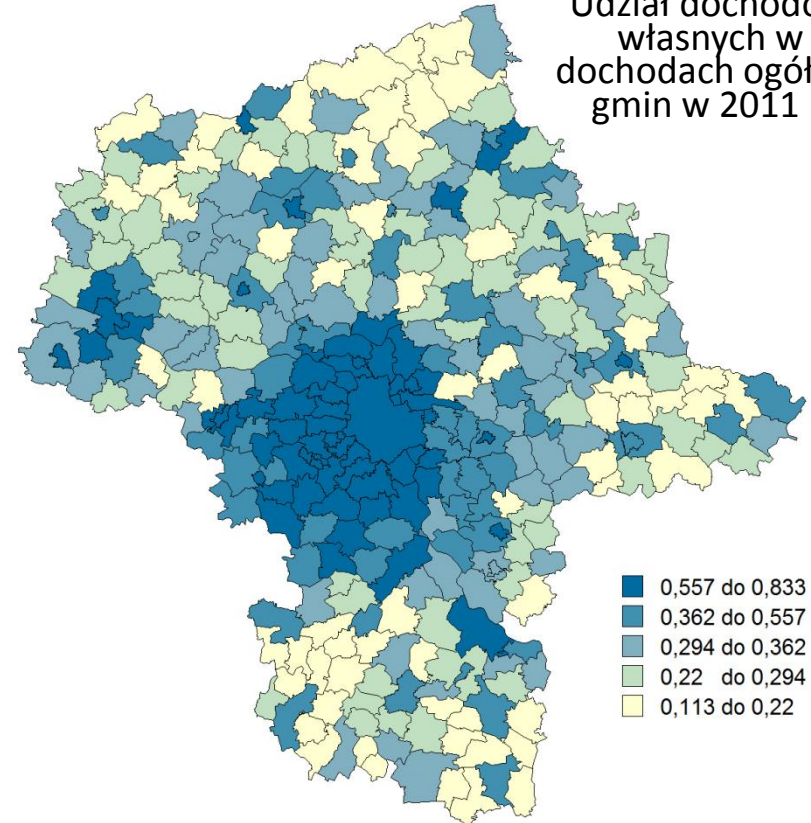 Udział dochodó
własnych w
dochodach ogół
gmin w 2011
0,557 do 0,833
0,362 do 0,557
0,294 do 0,362
0,22 do 0,294
0,113 do 0,22